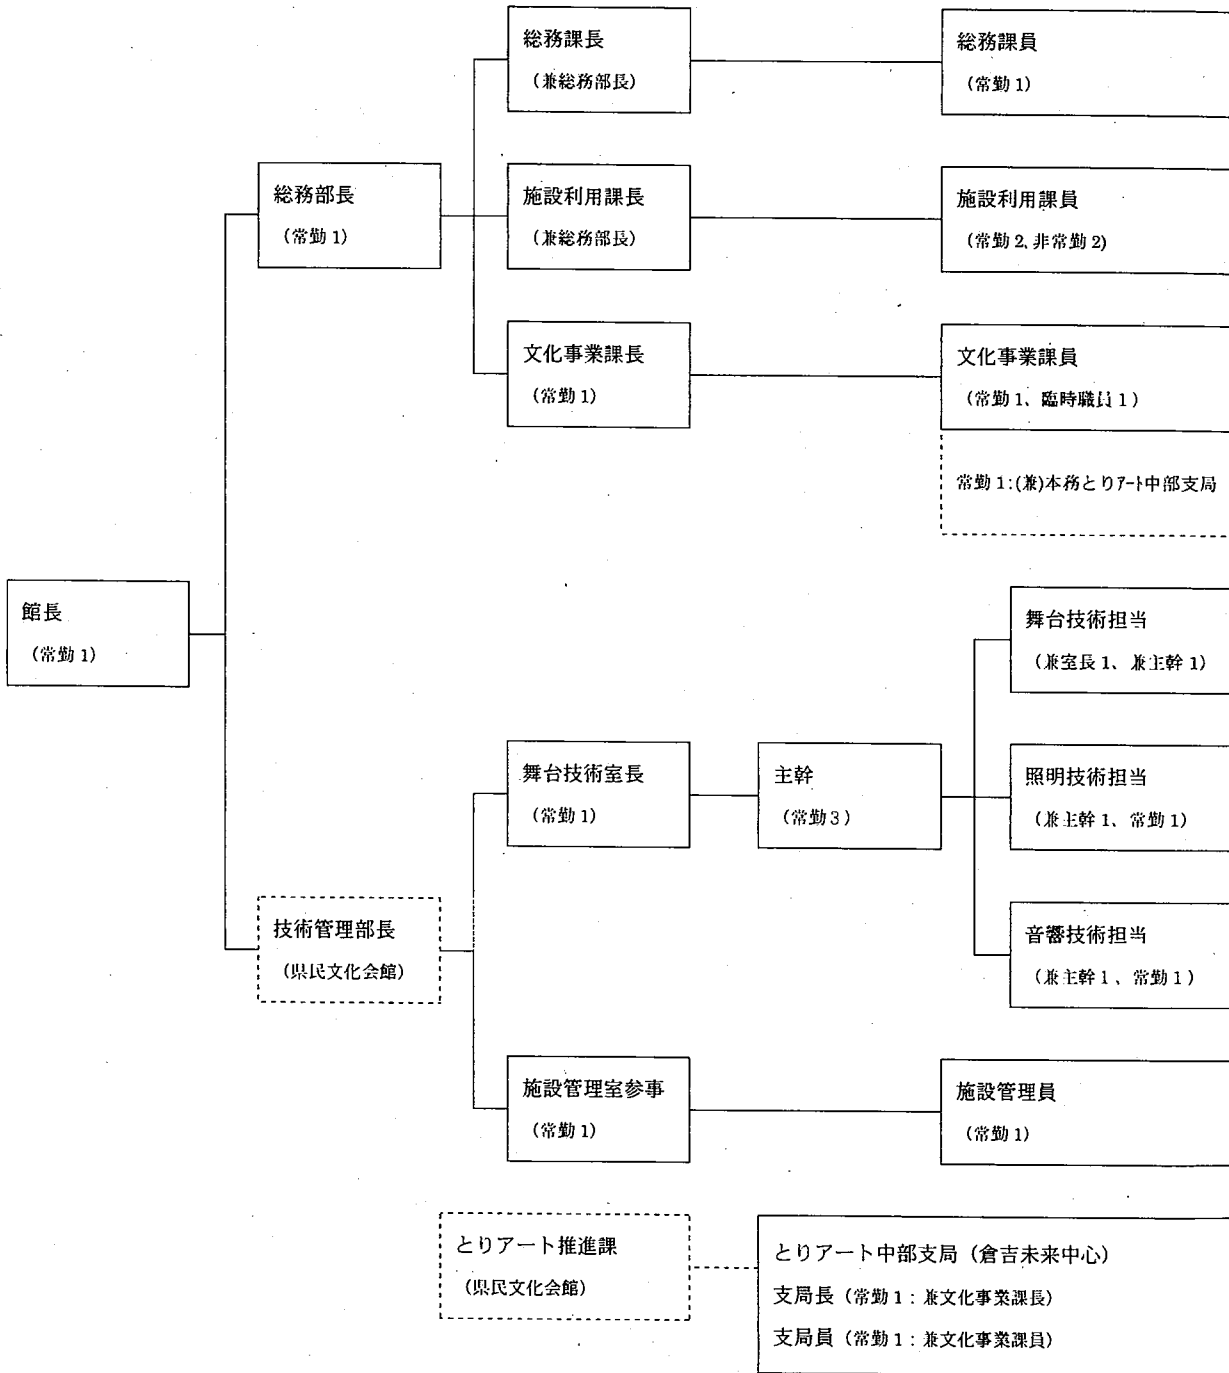 総務課長
（兼総務部長）
総務課員
（常勤1）
総務部長
（常勤1）
施設利用課長
（兼総務部長）
施設利用課員
（常勤2、非常勤2）
文化事業課長
（常勤1）
文化事業課員
（常勤1、臨時職員1）
常勤1:(兼)本務とりアート中部支局
館長
（常勤1）
舞台技術担当
（兼室長1、兼主幹1）
舞台技術室長
（常勤1）
主幹
（常勤3）
照明技術担当
（兼主幹1、常勤1）
技術管理部長
（県民文化会館）
音響技術担当
（兼主幹1、常勤1）
施設管理室参事
（常勤1）
施設管理員
（常勤1）
とりアート推進課
（県民文化会館）
とりアート中部支局（倉吉未来中心）
支局長（常勤1：兼文化事業課長）
支局員（常勤1：兼文化事業課員）